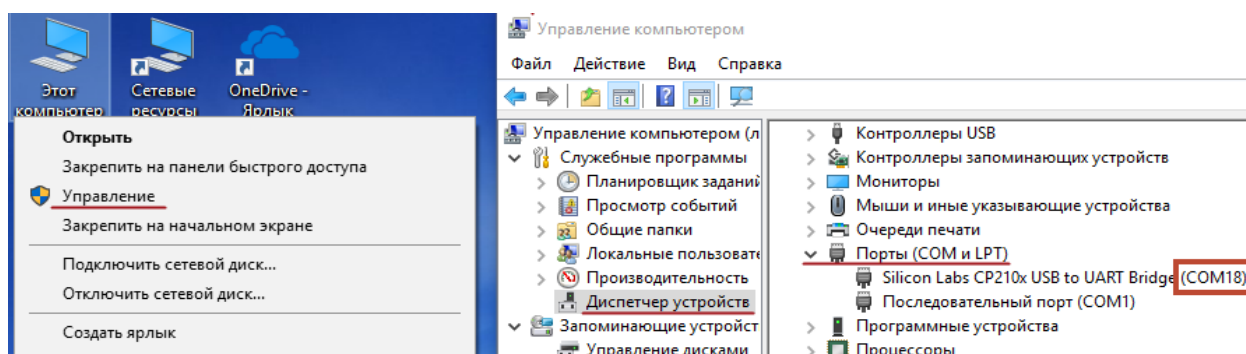 Этот компьютер
Сетевые ресурсы
OneDrive - Ярлык
Открыть
Закрепить на панели быстрого доступа
Управление
Закрепить на начальном экране
Подключить сетевой диск...
Отключить сетевой диск...
Создать ярлык
Управление компьютером
Файл Действие Вид Справка
Управление компьютером (л
Служебные программы
Планировщик заданий
Просмотр событий
Общие папки
Локальные пользовате
Производительность
Диспетчер устройств
Запоминающие устройст
Управление дисками
Контроллеры USB
Контроллеры запоминающих устройств
Мониторы
Мыши и иные указывающие устройства
Очереди печати
Порты (COM и LPT)
Silicon Labs CP210x USB to UART Bridge (COM18)
Последовательный порт (COM1)
Программные устройства
Процессоры